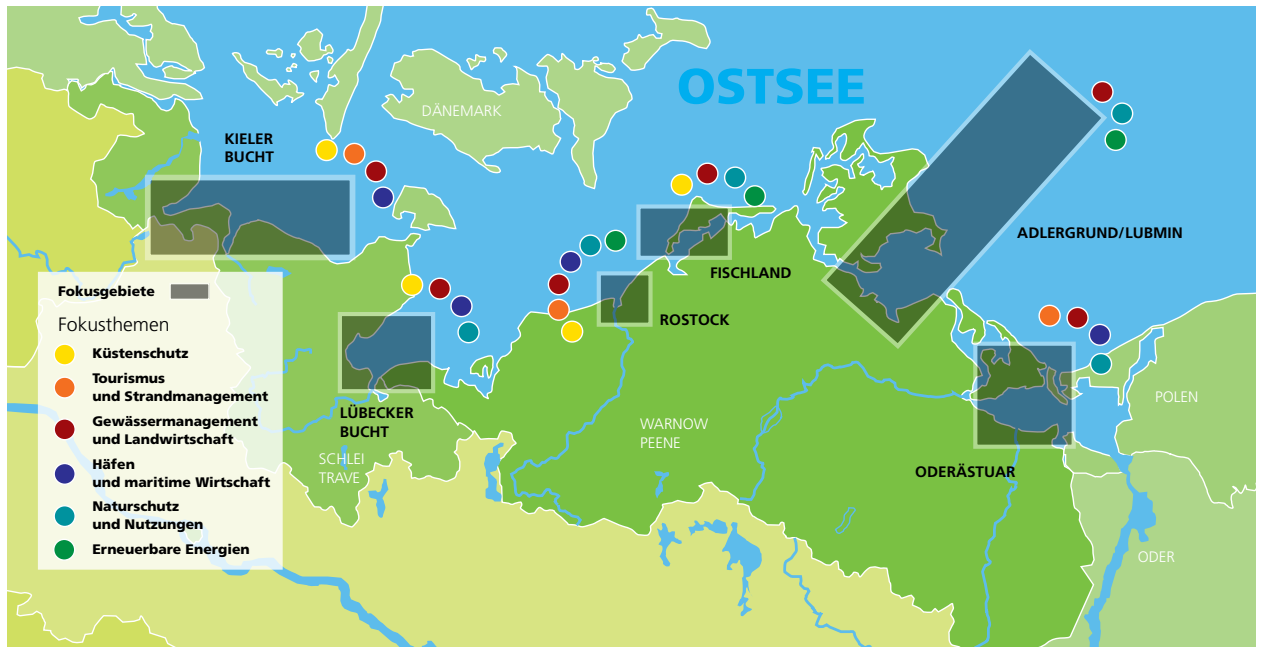 OSTSEE
DÄNEMARK
KIELER
BUCHT
ADLERGRUND/LUBMIN
FISCHLAND
ROSTOCK
Fokusgebiete
Fokusthemen
Küstenschutz
Tourismus
und Strandmanagement
Gewässermanagement
und Landwirtschaft
Häfen
und maritime Wirtschaft
Naturschutz
und Nutzungen
Erneuerbare Energien
LÜBECKER
BUCHT
SCHLEI
TRAVE
WARNOW
PEENE
POLEN
ODERÄSTUAR
ODER